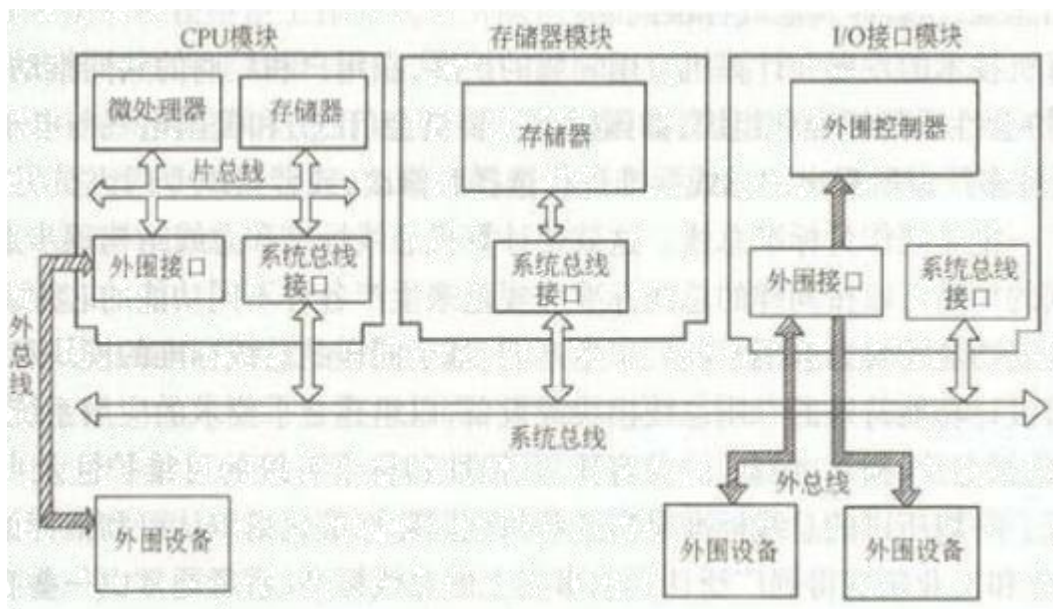 CPU模块
存储器模块
I/O接口模块
微处理器
存储器
存储器
外围控制器
片总线
外围接口
系统总线
接口
系统总线
接口
外围接口
系统总线
接口
外总线
系统总线
外总线
外围设备
外围设备
外围设备